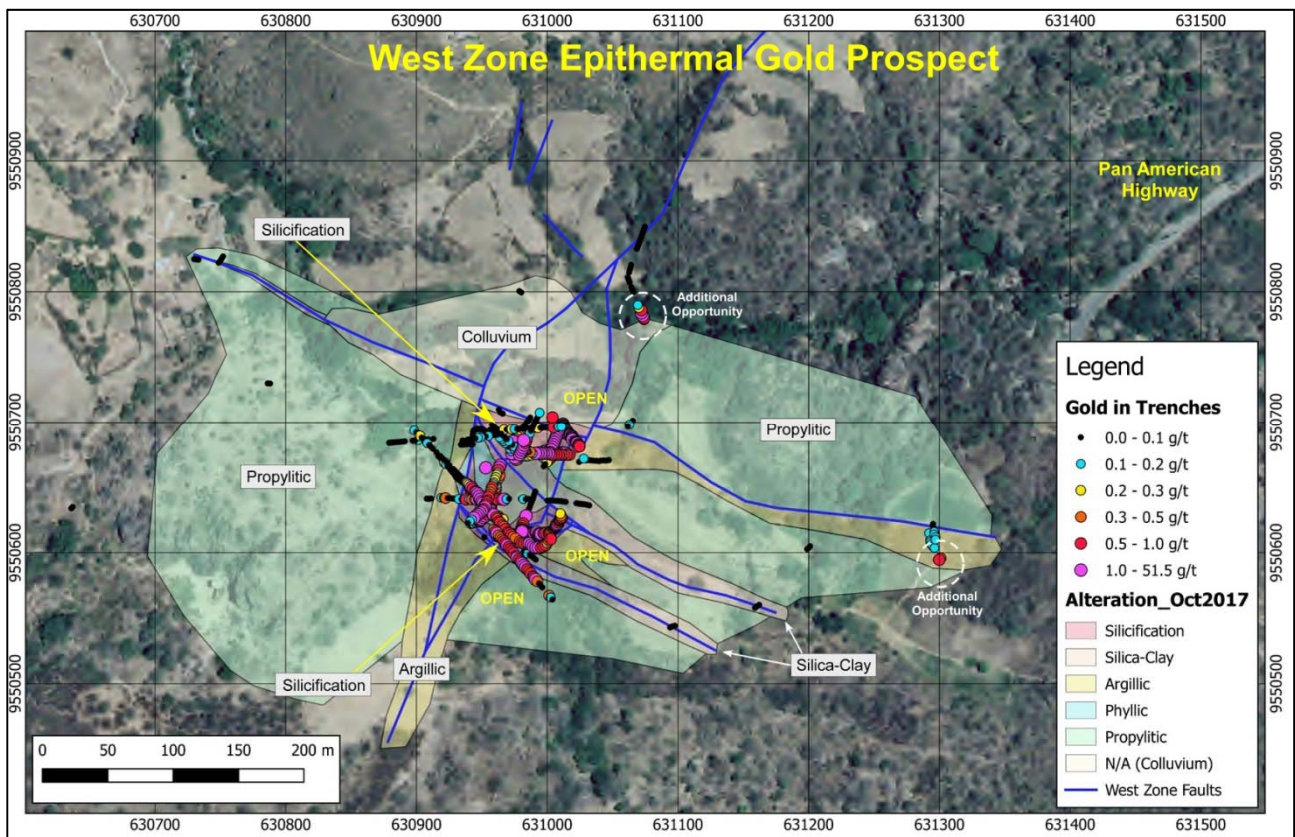 630700 630800 630900 631000 631100 631200 631300 631400 631500
West Zone Epithermal Gold Prospect
9550900
9550900
Pan American
Highway
Silicification
9550800
9550800
Additional
Opportunity
Colluvium
OPEN
9550700
9550700
Propylitic
Propylitic
9550600
9550600
OPEN
OPEN
Additional
Opportunity
Silica-Clay
Argillic
Silicification
9550500
9550500
0 50 100 150 200 m
Legend
Gold in Trenches
0.0 - 0.1 g/t
0.1 - 0.2 g/t
0.2 - 0.3 g/t
0.3 - 0.5 g/t
0.5 - 1.0 g/t
1.0 - 51.5 g/t
Alteration_Oct2017
Silicification
Silica-Clay
Argillic
Phyllic
Propylitic
N/A (Colluvium)
West Zone Faults
630700 630800 630900 631000 631100 631200 631300 631400 631500